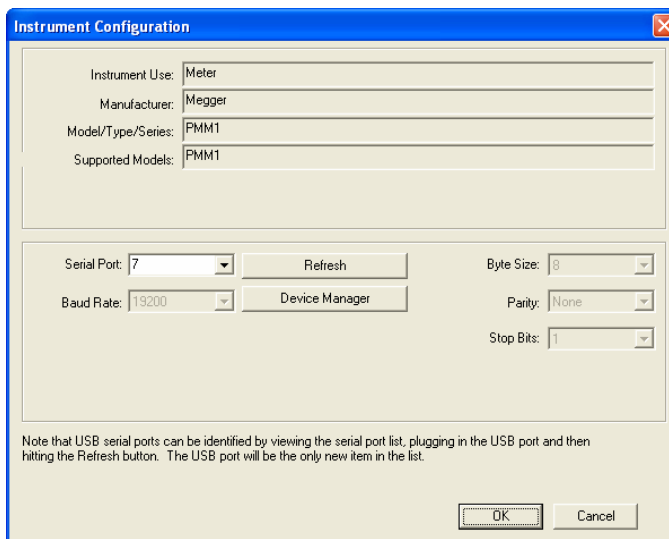 Instrument Configuration
Instrument Use: Meter
Manufacturer: Megger
Model/Type/Series: PMM1
Supported Models: PMM1
Serial Port: 7 Refresh Byte Size: 8
Baud Rate: 19200 Device Manager Parity: None
Stop Bits: 1
Note that USB serial ports can be identified by viewing the serial port list, plugging in the USB port and then
hitting the Refresh button. The USB port will be the only new item in the list.
OK Cancel